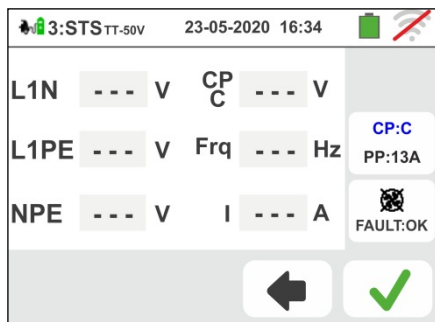 3:STS TT-50V 23-05-2020 16:34
L1N - - - V CP C - - - V
L1PE - - - V Frq - - - Hz
NPE - - - V I - - - A
CP:C
PP:13A
FAULT:OK